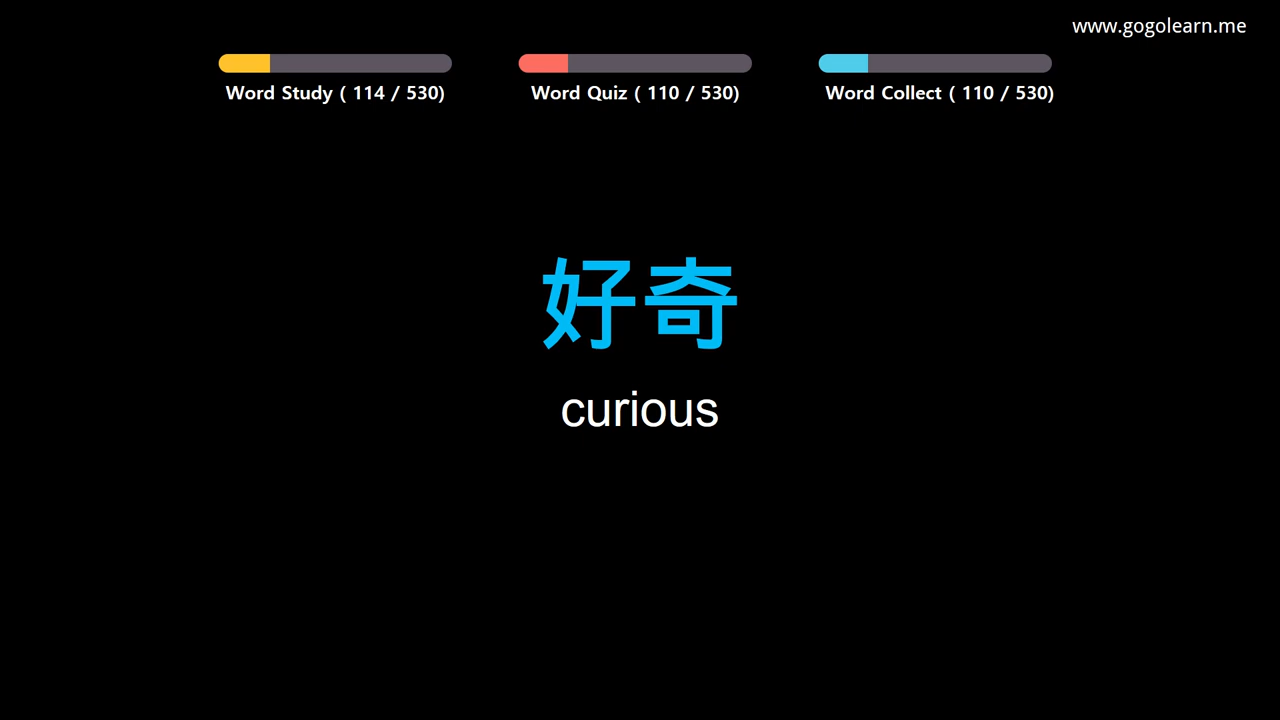 www.gogolearn.me
Word Study ( 114 / 530)
Word Quiz ( 110 / 530)
Word Collect ( 110 / 530)
好奇
curious